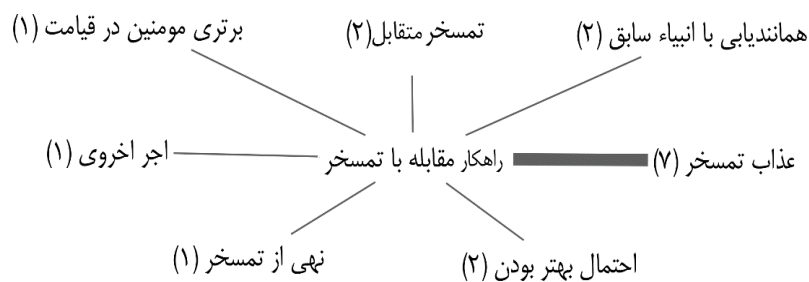 همانندیابی با انبیاء سابق (۲)
تمسخر متقابل(۲)
برتری مومنین در قیامت (۱)
عذاب تمسخر (۷)
راهکار مقابله با تمسخر
اجر اخروی (۱)
احتمال بهتر بودن (۲)
نهی از تمسخر (۱)